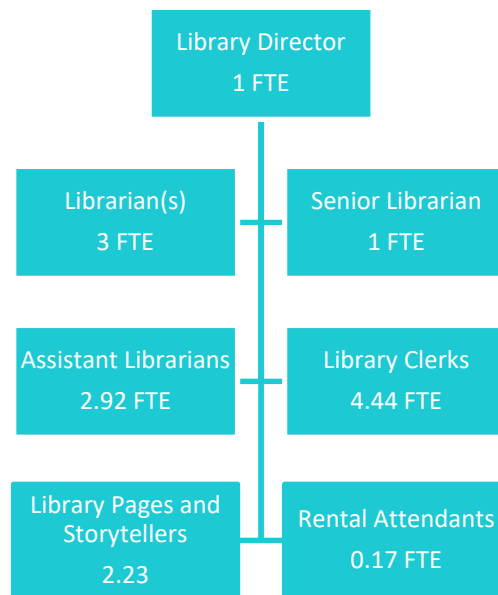 Library Director
1 FTE
Librarian(s)
3 FTE
Senior Librarian
1 FTE
Assistant Librarians
2.92 FTE
Library Clerks
4.44 FTE
Library Pages and
Storytellers
2.23
Rental Attendants
0.17 FTE